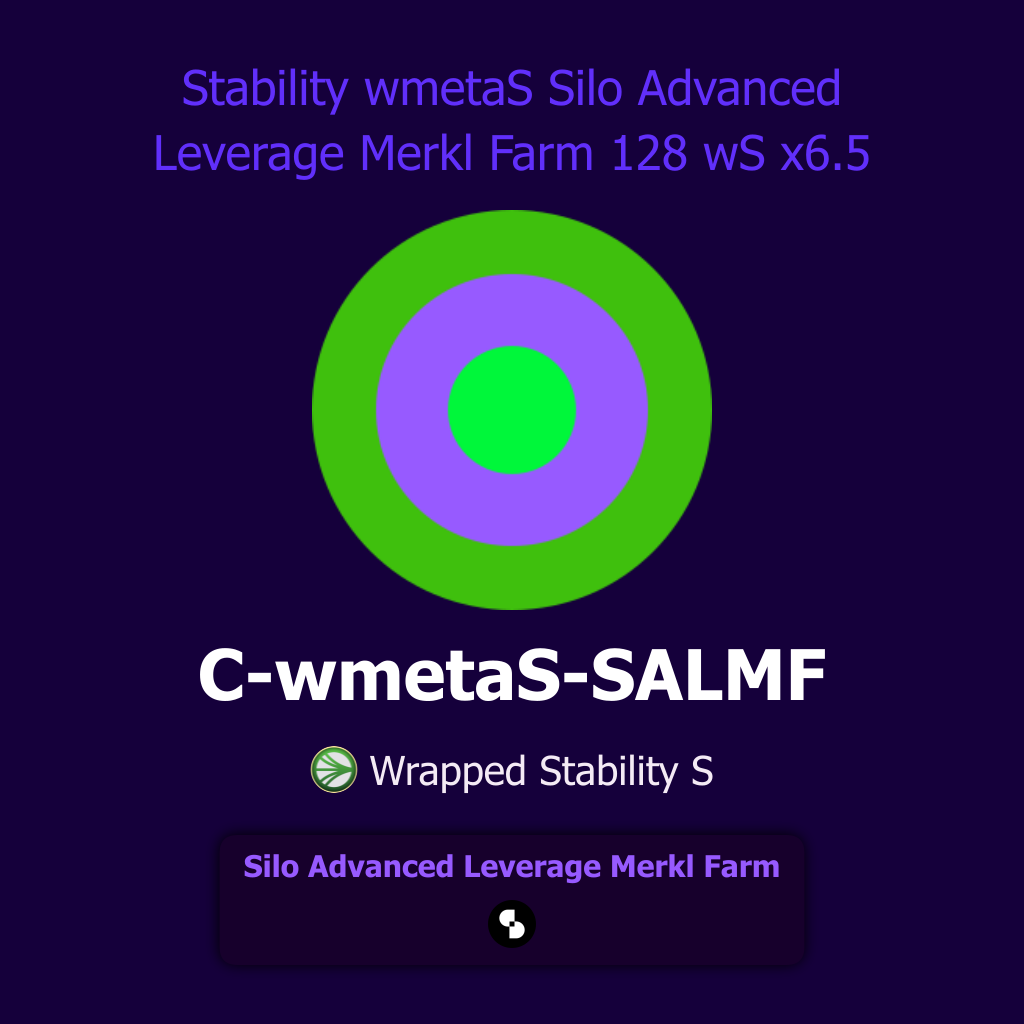 Stability wmetaS Silo Advanced
Leverage Merkl Farm 128 wS x6.5
C-wmetaS-SALMF
Wrapped Stability S
Silo Advanced Leverage Merkl Farm